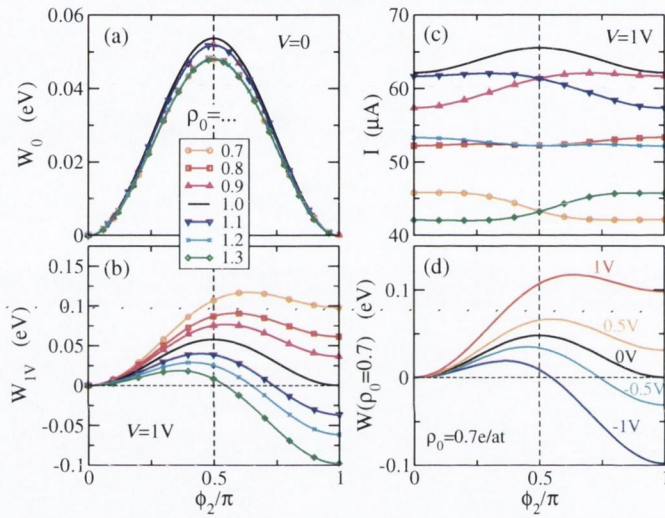 (a)
V=0
W₀ (eV)
0.06
0.04
0.02
0.00
ρ₀=...
0.7
0.8
0.9
1.0
1.1
1.2
1.3
(c)
V=1V
I (μA)
70
60
50
40
(b)
W₁ᵥ (eV)
0.15
0.1
0.05
0.00
-0.05
-0.1
V=1V
0 0.5 1
ϕ₂/π
(d)
W(ρ₀=0.7) (eV)
0.1
0
-0.1
1V
0.5V
0V
-0.5V
-1V
ρ₀=0.7e/at
0 0.5 1
ϕ₂/π